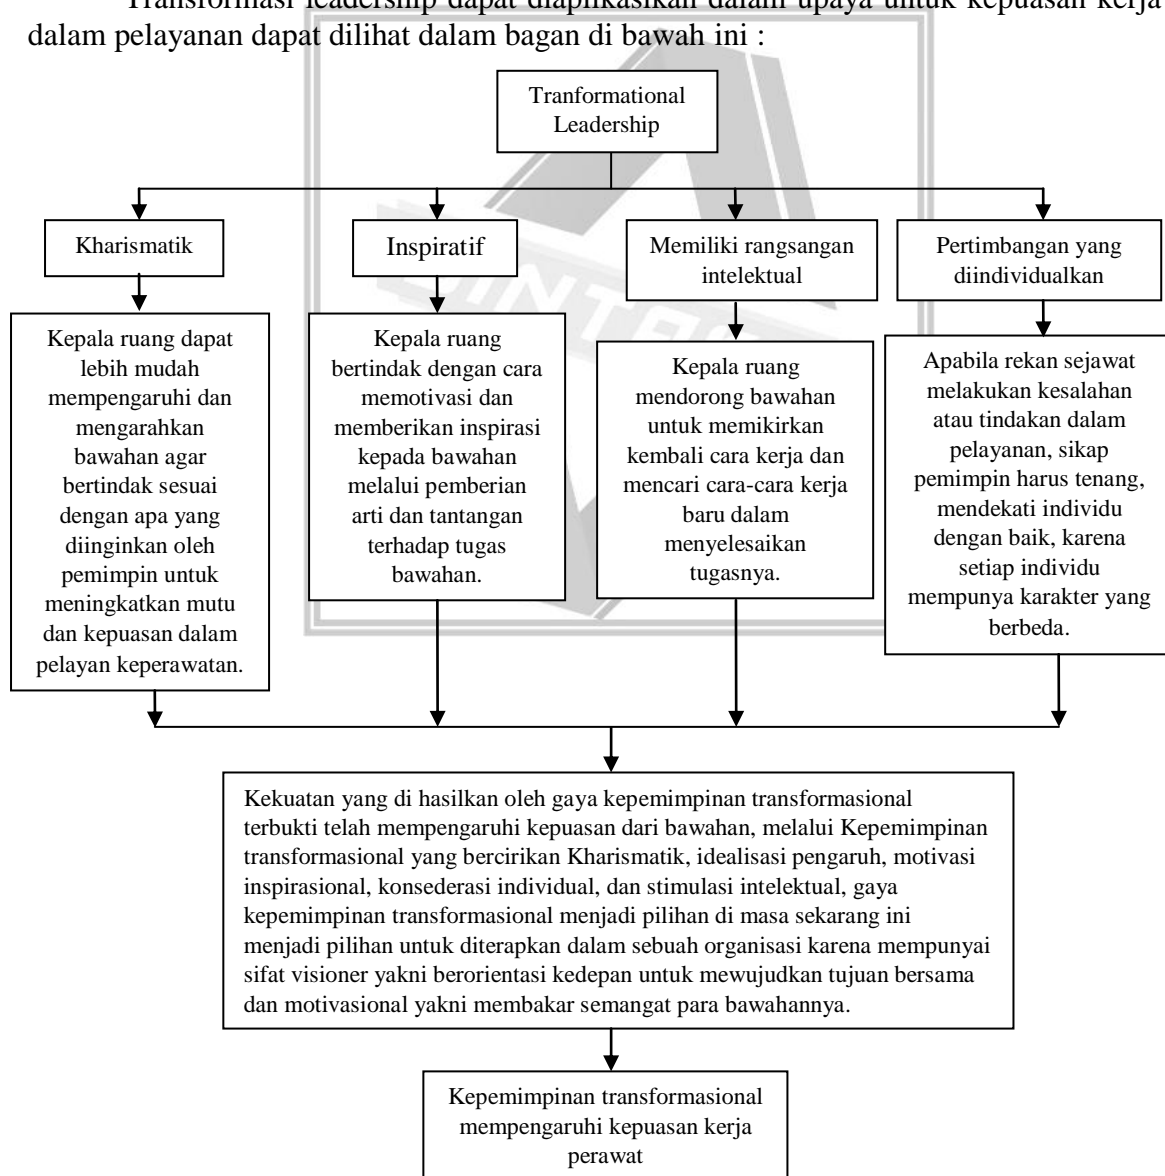 Transformasi leadership dapat diaplikasikan dalam upaya untuk kepuasan kerja
dalam pelayanan dapat dilihat dalam bagan di bawah ini :
Tranformational
Leadership
Kharismatik
Inspiratif
Memiliki rangsangan
intelektual
Pertimbangan yang
diindividualkan
Kepala ruang dapat
lebih mudah
mempengaruhi dan
mengarahkan
bawahan agar
bertindak sesuai
dengan apa yang
diinginkan oleh
pemimpin untuk
meningkatkan mutu
dan kepuasan dalam
pelayan keperawatan.
Kepala ruang
bertindak dengan cara
memotivasi dan
memberikan inspirasi
kepada bawahan
melalui pemberian
arti dan tantangan
terhadap tugas
bawahan.
Kepala ruang
mendorong bawahan
untuk memikirkan
kembali cara kerja dan
mencari cara-cara kerja
baru dalam
menyelesaikan
tugasnya.
Apabila rekan sejawat
melakukan kesalahan
atau tindakan dalam
pelayanan, sikap
pemimpin harus tenang,
mendekati individu
dengan baik, karena
setiap individu
mempunya karakter yang
berbeda.
Kekuatan yang di hasilkan oleh gaya kepemimpinan transformasional
terbukti telah mempengaruhi kepuasan dari bawahan, melalui Kepemimpinan
transformasional yang bercirikan Kharismatik, idealisasi pengaruh, motivasi
inspirasional, konsederasi individual, dan stimulasi intelektual, gaya
kepemimpinan transformasional menjadi pilihan di masa sekarang ini
menjadi pilihan untuk diterapkan dalam sebuah organisasi karena mempunyai
sifat visioner yakni berorientasi kedepan untuk mewujudkan tujuan bersama
dan motivasional yakni membakar semangat para bawahannya.
Kepemimpinan transformasional
mempengaruhi kepuasan kerja
perawat